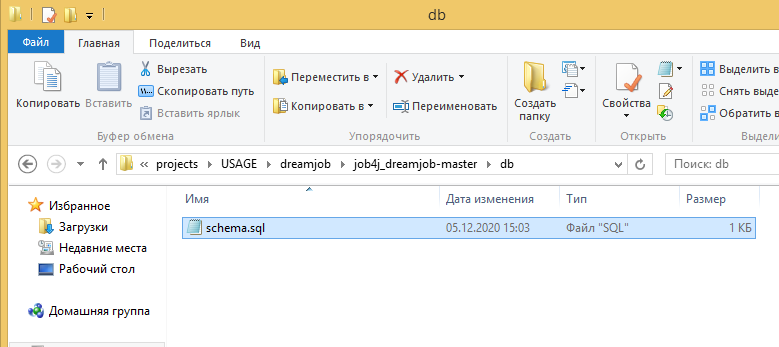 db
Файл Главная Поделиться Вид
Копировать
Вставить
Вырезать
Скопировать путь
Вставить ярлык
Буфер обмена
Переместить в
Копировать в
Удалить
Переименовать
Упорядочить
Создать папку
Создать
Свойства
Открыть
Выделить в
Снять выде
Обратить в
Выдели
« projects USAGE dreamjob job4j_dreamjob-master db
Поиск: db
Избранное
Загрузки
Недавние места
Рабочий стол
Домашняя группа
Имя Дата изменения Тип Размер
schema.sql 05.12.2020 15:03 Файл "SQL" 1 КБ